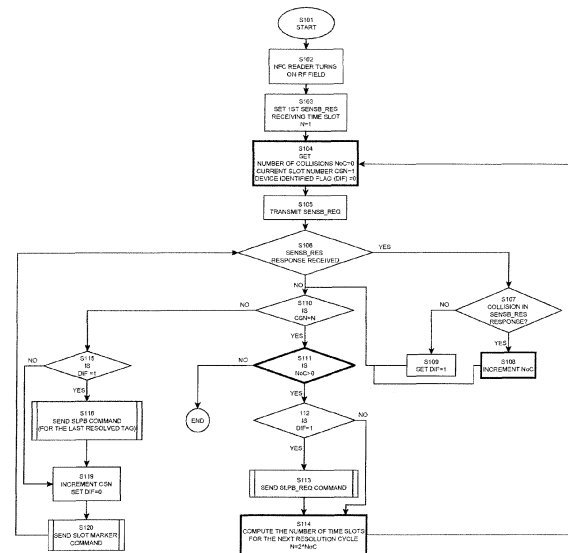 S101
START
S102
NFC READER TURNS
ON RF FIELD
S103
SET 1ST SENSB_RES
RECEIVING TIME SLOT
N=1
S104
GET
NUMBER OF COLLISIONS NoC=0
CURRENT SLOT NUMBER CSN=1
DEVICE IDENTIFIED FLAG (DIF) =0
S105
TRANSMIT SENSB_REQ
S106
SENSB_RES
RESPONSE RECEIVED
YES
NO
S107
COLLISION IN
SENSB_RES
RESPONSE?
NO
YES
S110
IS
CSN=N
NO
YES
S109
SET DIF=1
S108
INCREMENT NoC
S115
IS
DIF =1
NO
YES
S111
IS
NoC>0
NO
YES
S116
SEND SLPB COMMAND
(FOR THE LAST RESOLVED TAG)
END
112
IS
DIF=1
NO
YES
S119
INCREMENT CSN
SET DIF=0
S113
SEND SLPB_REQ COMMAND
S120
SEND SLOT MARKER
COMMAND
S114
COMPUTE THE NUMBER OF TIME SLOTS
FOR THE NEXT RESOLUTION CYCLE
N=2*NoC